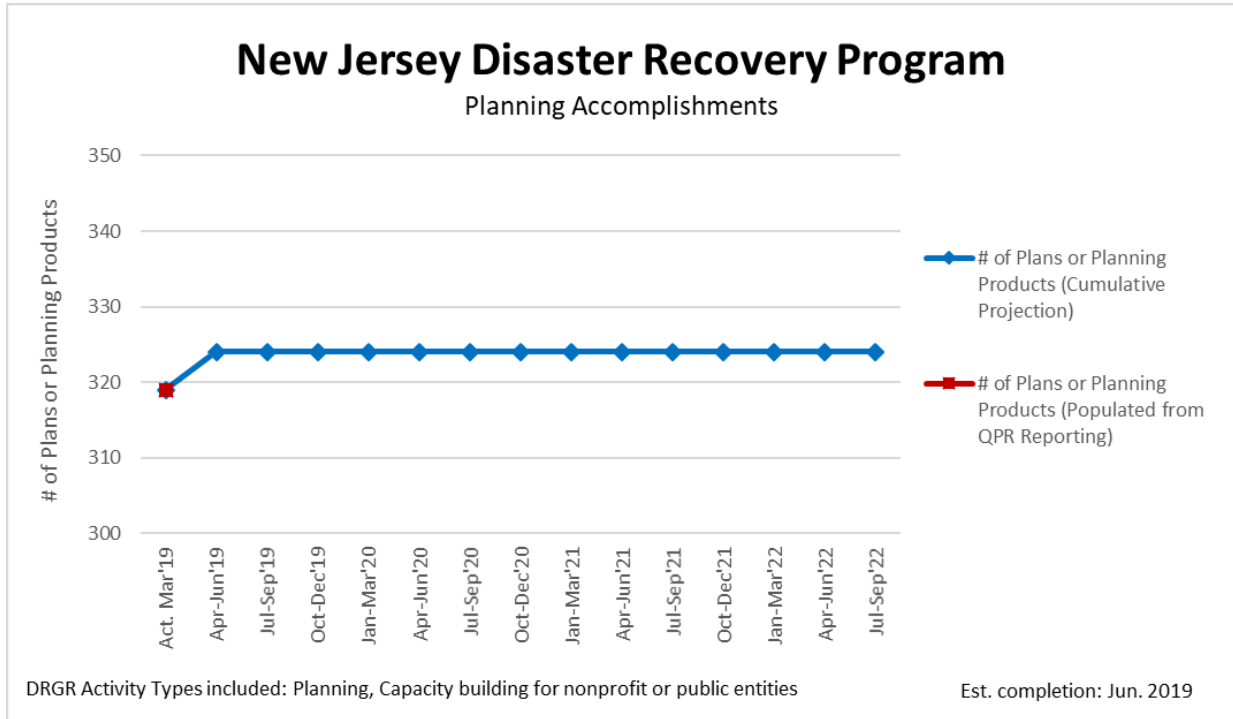 New Jersey Disaster Recovery Program
Planning Accomplishments
# of Plans or Planning Products
350
340
330
320
310
300
Act. Mar'19
Apr-Jun'19
Jul-Sep'19
Oct-Dec'19
Jan-Mar'20
Apr-Jun'20
Jul-Sep'20
Oct-Dec'20
Jan-Mar'21
Apr-Jun'21
Jul-Sep'21
Oct-Dec'21
Jan-Mar'22
Apr-Jun'22
Jul-Sep'22
# of Plans or Planning
Products (Cumulative
Projection)
# of Plans or Planning
Products (Populated from
QPR Reporting)
DRGR Activity Types included: Planning, Capacity building for nonprofit or public entities
Est. completion: Jun. 2019